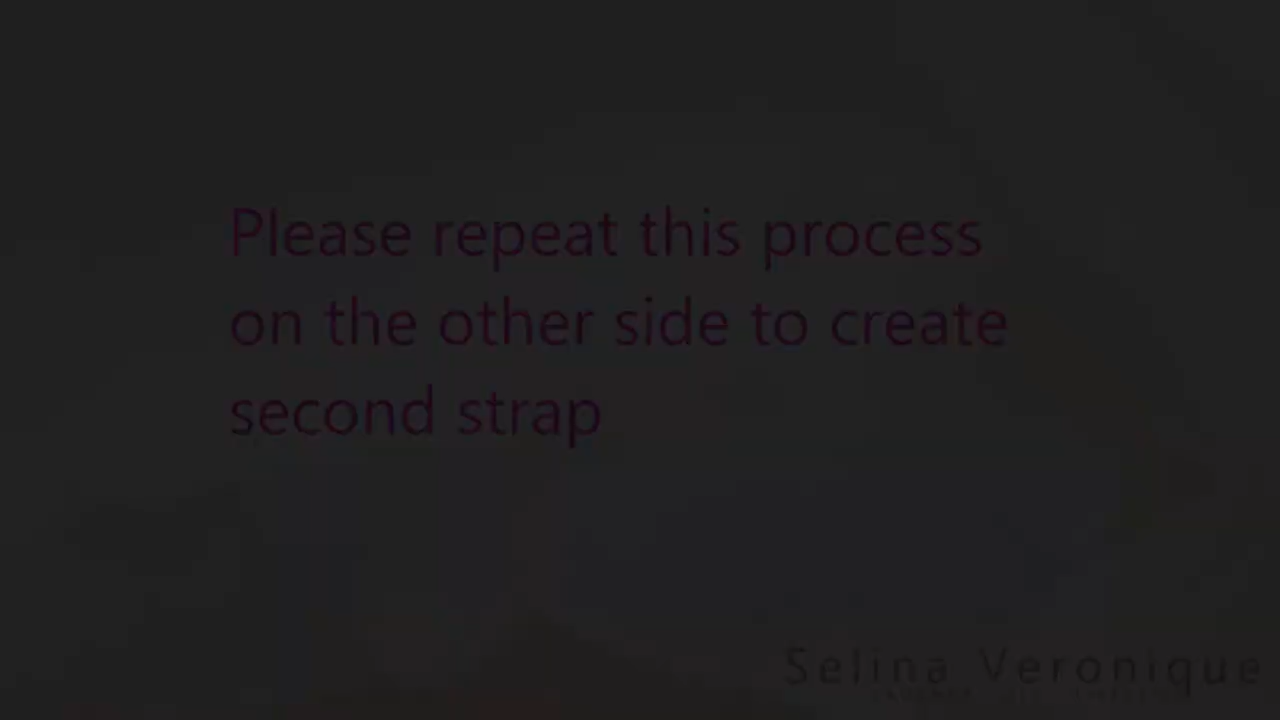 Please repeat this process
on the other side to create
second strap
Selina Veronique